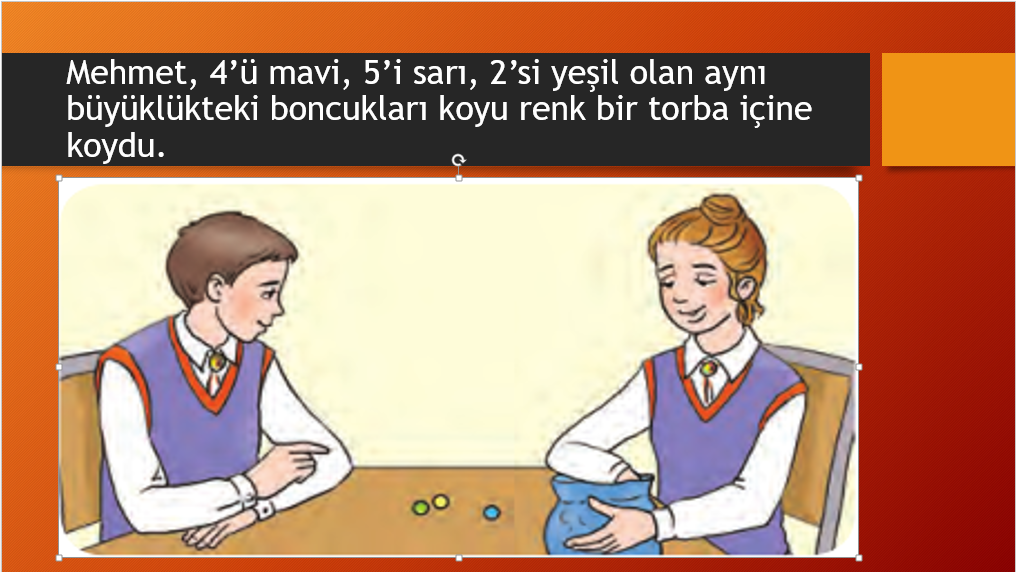 Mehmet, 4’ü mavi, 5’i sarı, 2’si yeşil olan aynı
büyüklükteki boncukları koyu renk bir torba içine
koydu.